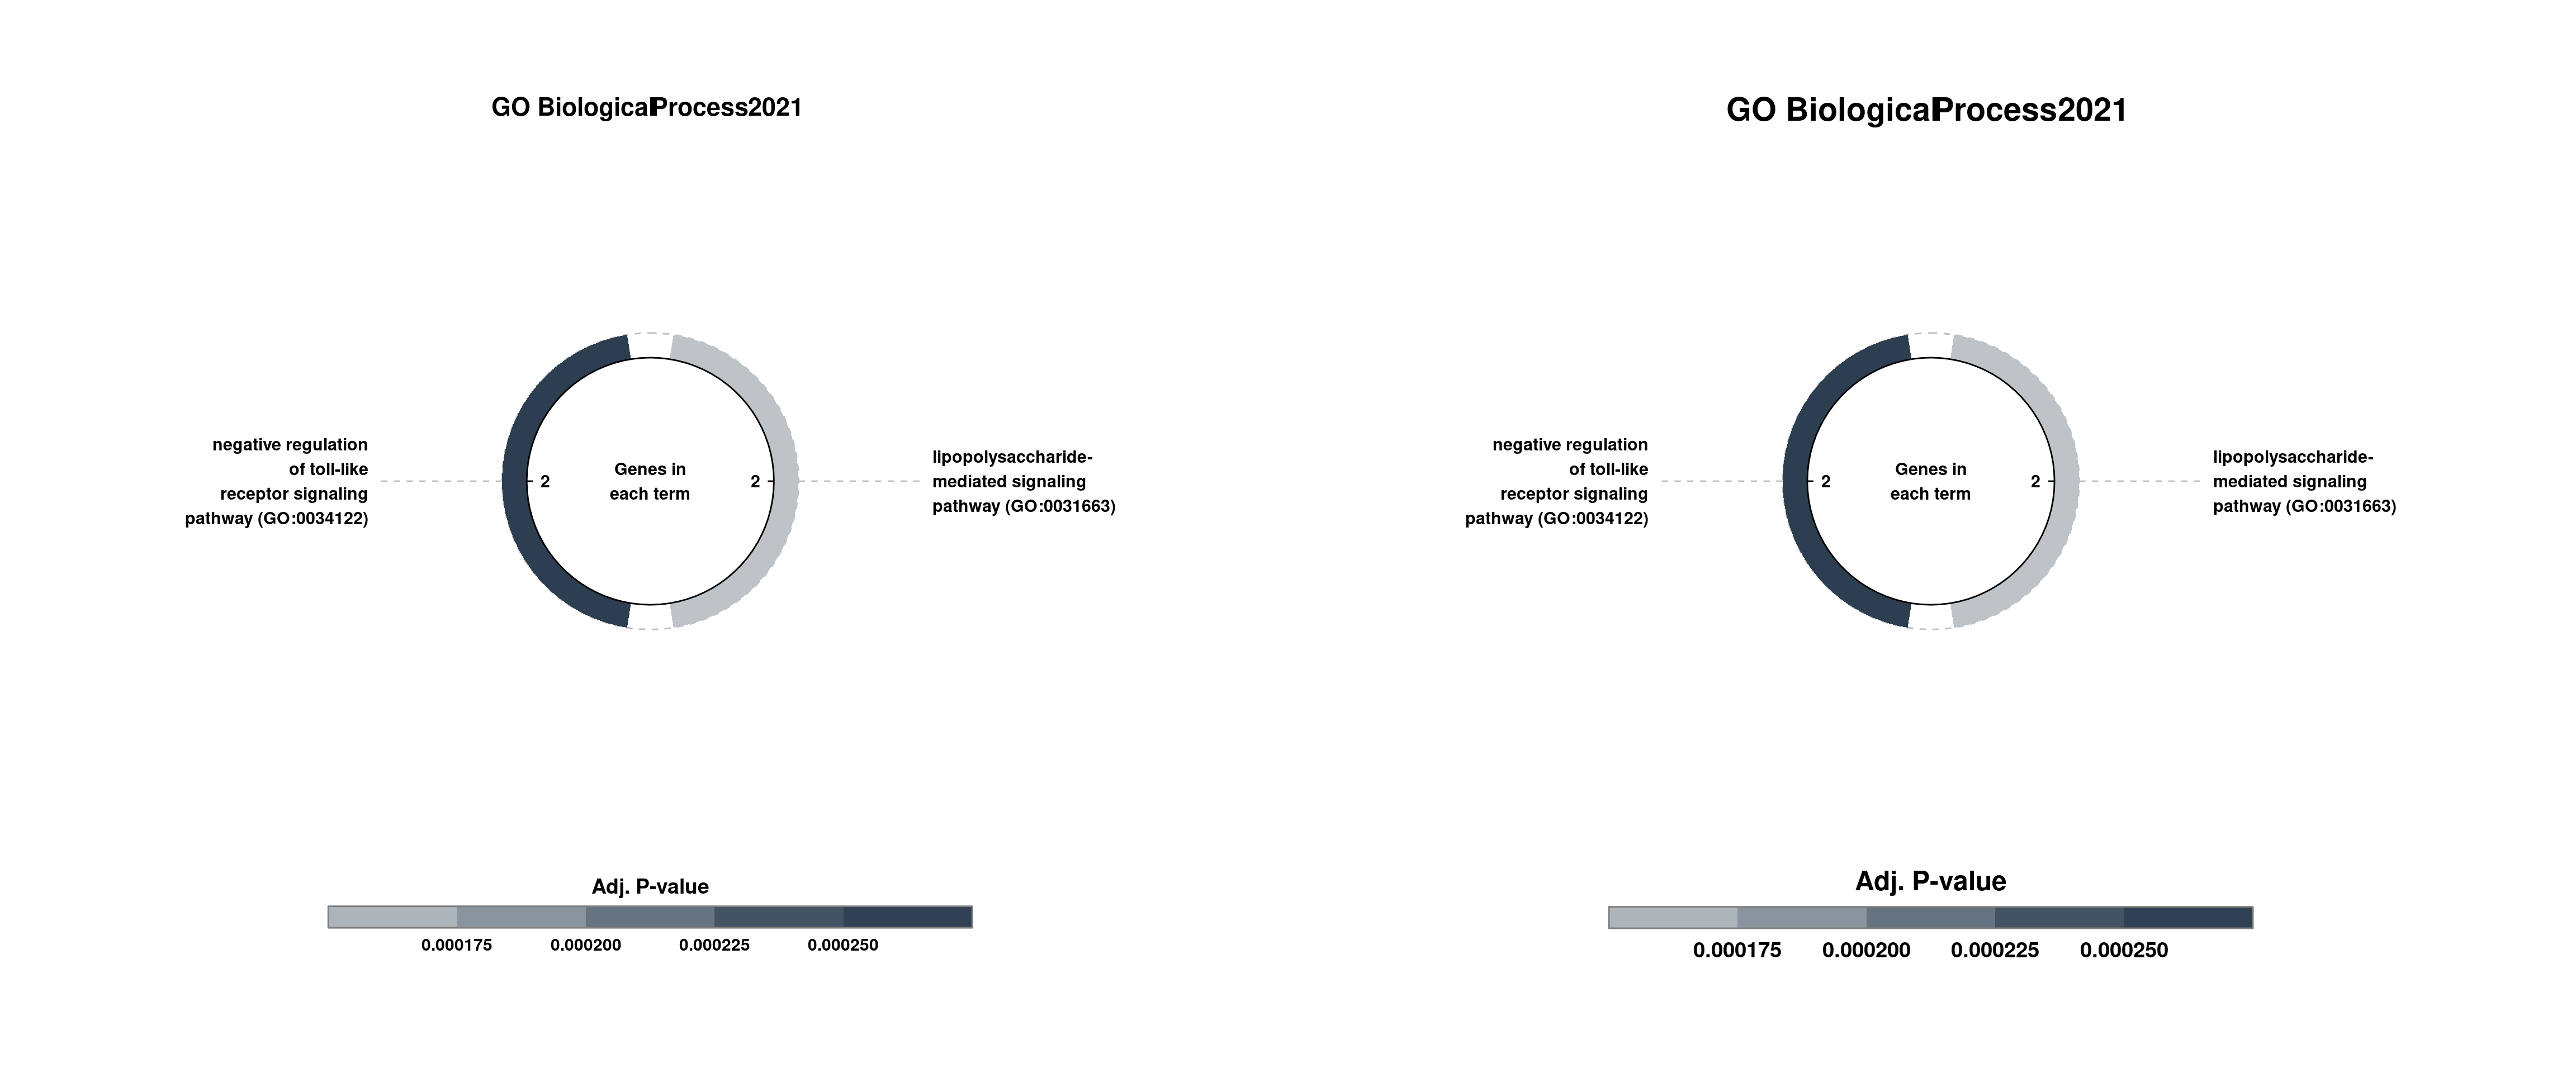 GO BiologicalProcess2021
negative regulation
of toll-like
receptor signaling
pathway (GO:0034122)
2
Genes in
each term
2
lipopolysaccharide-
mediated signaling
pathway (GO:0031663)
Adj. P-value
0.000175 0.000200 0.000225 0.000250
GO BiologicalProcess2021
negative regulation
of toll-like
receptor signaling
pathway (GO:0034122)
2
Genes in
each term
2
lipopolysaccharide-
mediated signaling
pathway (GO:0031663)
Adj. P-value
0.000175 0.000200 0.000225 0.000250